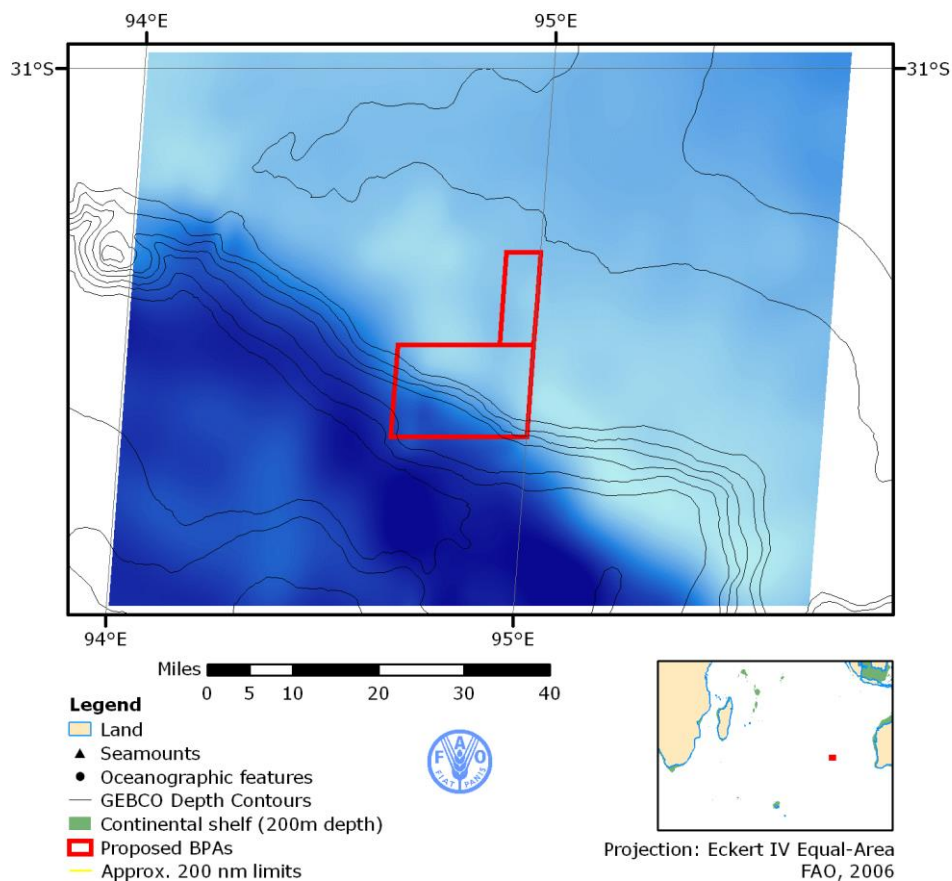 94°E 95°E
31°S 31°S
94°E 95°E
Miles
0 5 10 20 30 40
Legend
Land
Seamounts
Oceanographic features
GEBCO Depth Contours
Continental shelf (200m depth)
Proposed BPAs
Approx. 200 nm limits
F A O
FIAT PANIS
Projection: Eckert IV Equal-Area
FAO, 2006